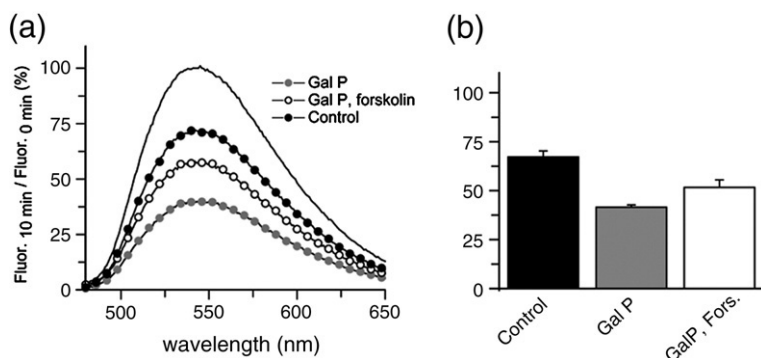 (a)
Fluor. 10 min / Fluor. 0 min (%)
100
75
50
25
0
500
550
600
650
wavelength (nm)
Gal P
Gal P, forskolin
Control
(b)
100
75
50
25
0
Control
Gal P
GalP, Fors.